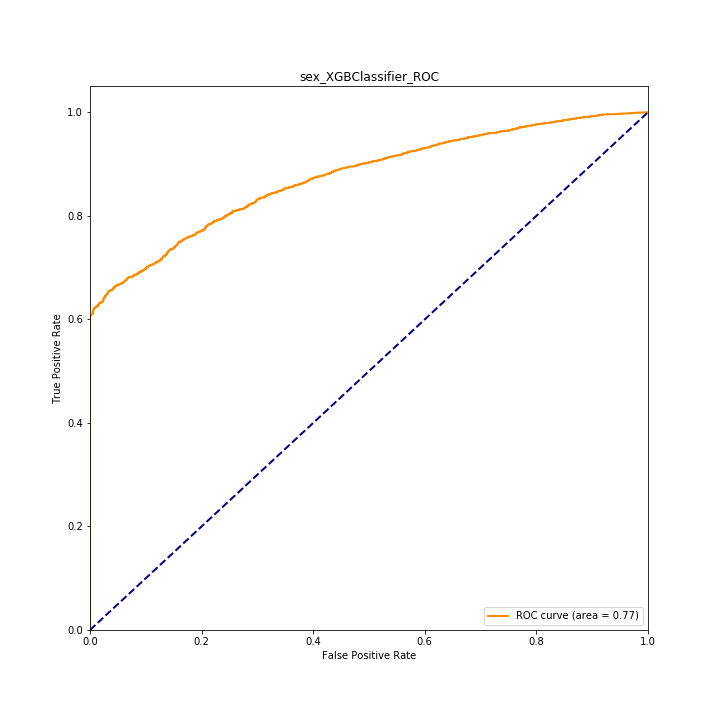 sex_XGBClassifier_ROC
1.0
0.8
0.6
0.4
0.2
0.0
True Positive Rate
ROC curve (area = 0.77)
0.0 0.2 0.4 0.6 0.8 1.0
False Positive Rate